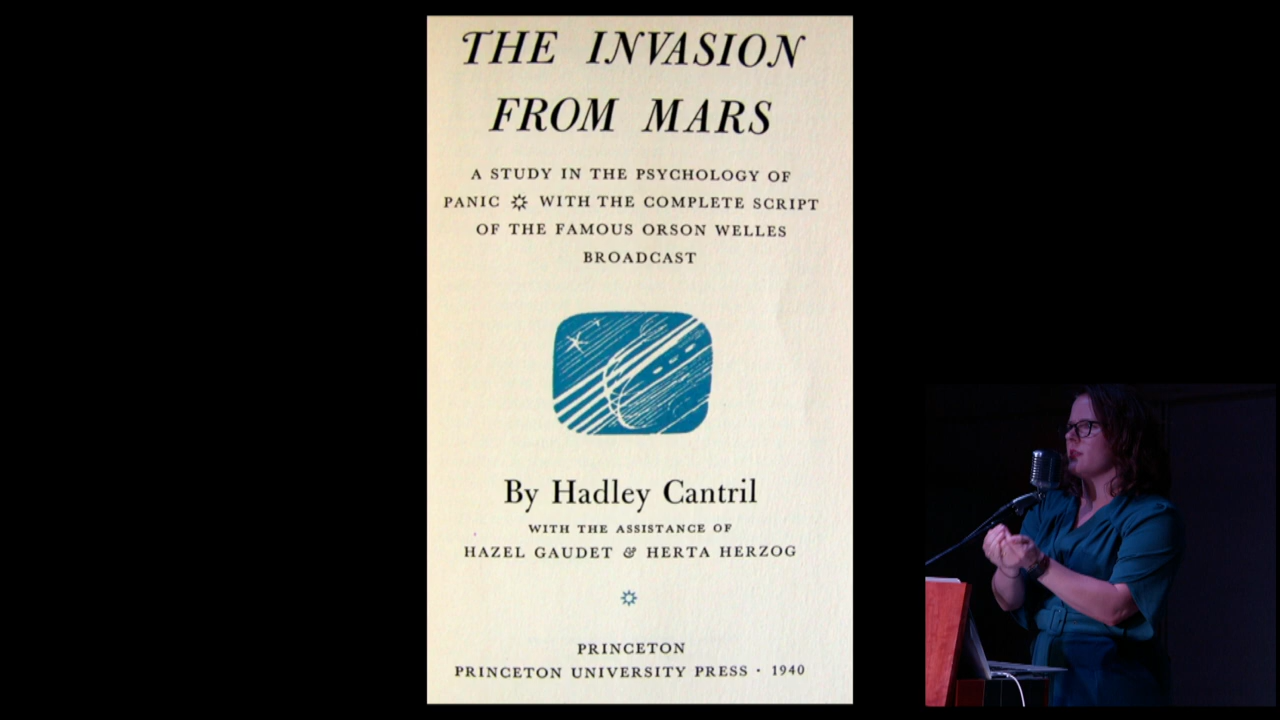 THE INVASION
FROM MARS
A STUDY IN THE PSYCHOLOGY OF
PANIC ☼ WITH THE COMPLETE SCRIPT
OF THE FAMOUS ORSON WELLES
BROADCAST
By Hadley Cantril
WITH THE ASSISTANCE OF
HAZEL GAUDET & HERTA HERZOG
PRINCETON
PRINCETON UNIVERSITY PRESS · 1940